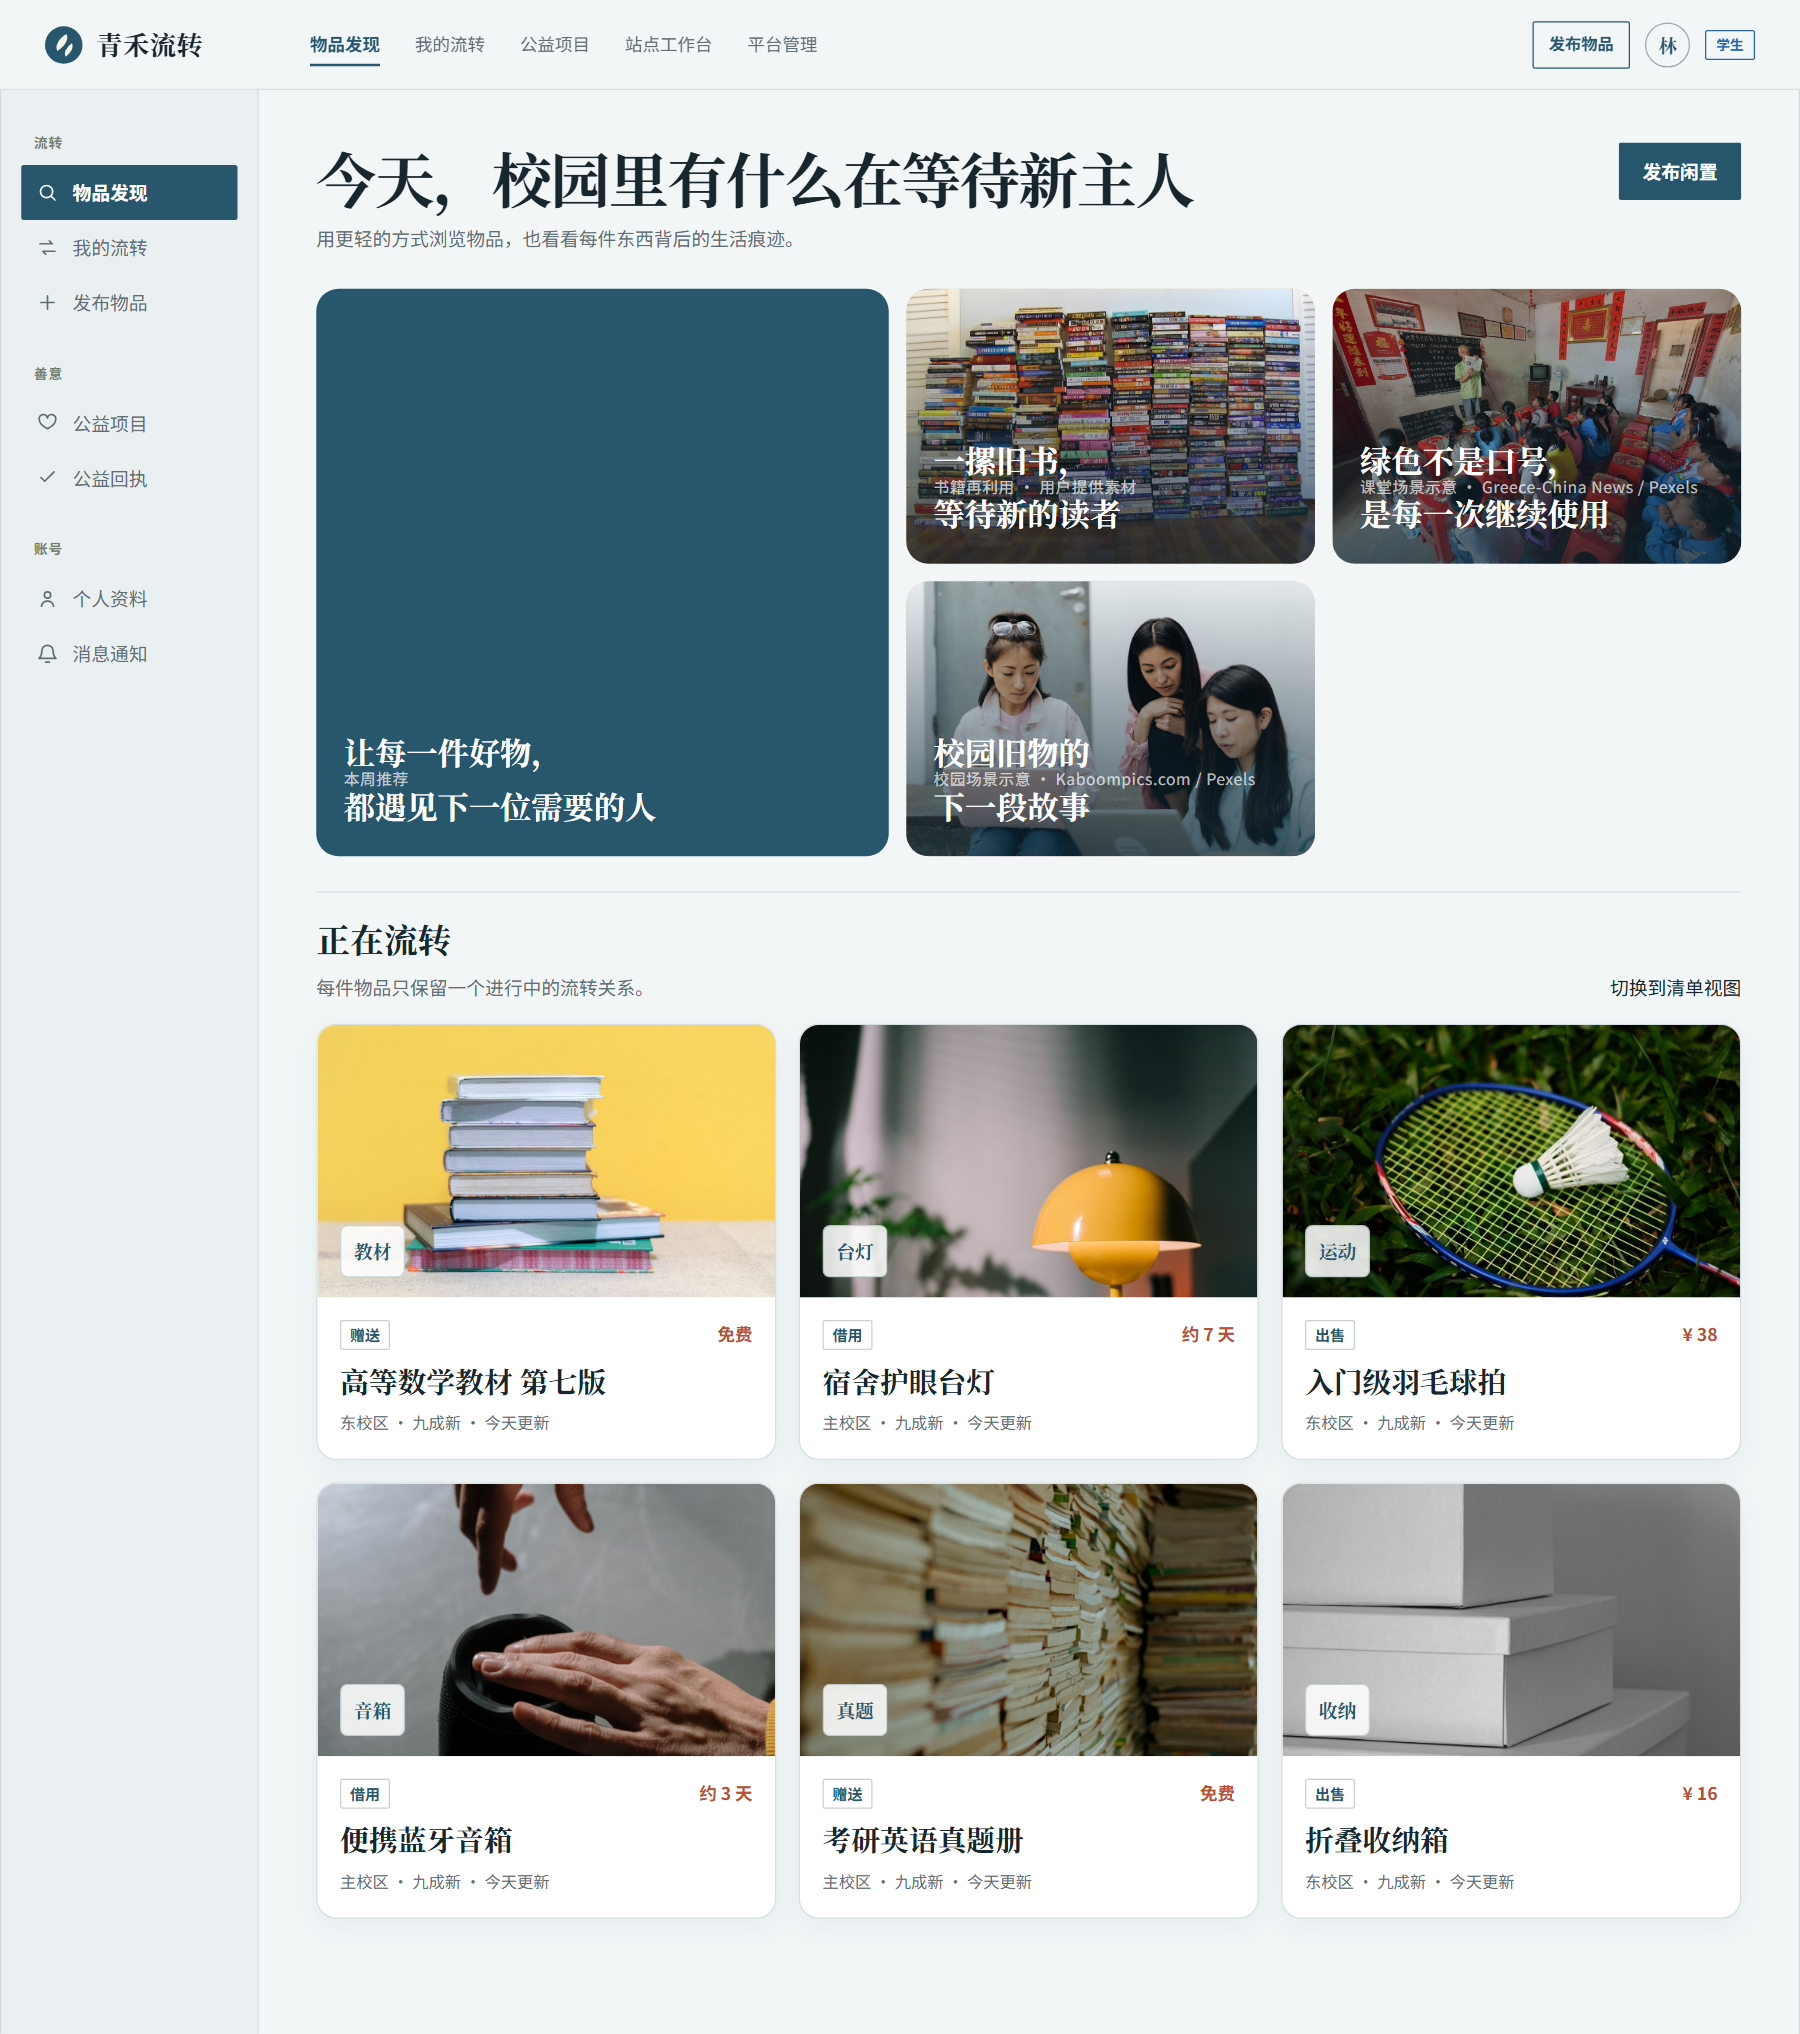 青禾流转
物品发现
我的流转
公益项目
站点工作台
平台管理
发布物品
林
学生
流转
物品发现
我的流转
发布物品
善意
公益项目
公益回执
账号
个人资料
消息通知
今天，校园里有什么在等待新主人
发布闲置
用更轻的方式浏览物品，也看看每件东西背后的生活痕迹。
让每一件好物，
本周推荐
都遇见下一位需要的人
一摞旧书，
书籍再利用 · 用户提供素材
等待新的读者
绿色不是口号，
课堂场景示意 · Greece-China News / Pexels
是每一次继续使用
校园旧物的
校园场景示意 · Kaboompics.com / Pexels
下一段故事
正在流转
每件物品只保留一个进行中的流转关系。
切换到清单视图
教材
赠送
免费
高等数学教材 第七版
东校区 · 九成新 · 今天更新
台灯
借用
约 7 天
宿舍护眼台灯
主校区 · 九成新 · 今天更新
运动
出售
¥ 38
入门级羽毛球拍
东校区 · 九成新 · 今天更新
音箱
借用
约 3 天
便携蓝牙音箱
主校区 · 九成新 · 今天更新
真题
赠送
免费
考研英语真题册
主校区 · 九成新 · 今天更新
收纳
出售
¥ 16
折叠收纳箱
东校区 · 九成新 · 今天更新